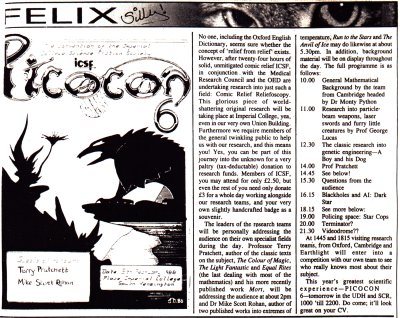 FELIX
The Convention of the Imperial
College Science Fiction Society
icsf
Picocon
6
Terry Pratchett
Mike Scott Rohan
Place Imperial College
South Kensington
No one, including the Oxford English
Dictionary, seems sure whether the
concept of 'relief from relief' exists.
However, after twenty-four hours of
solid, unmitigated comic relief ICSF,
in conjunction with the Medical
Research Council and the OED are
undertaking research into just such a
field: Comic Relief Reliefoscopy.
This glorious piece of world-
shattering original research will be
taking place at Imperial College, yea,
even in our very own Union Building.
Furthermore we require members of
the general twinkling public to help
us with our research, and this means
you! Yes, you can be part of this
journey into the unknown for a very
paltry (tax-deductable) donation to
research funds. Members of ICSF,
you may attend for only £2.50, but
even the rest of you need only donate
£5 for a whole day working alongside
our research teams, and your very
own slightly handcrafted badge as a
souvenir.
The leaders of the research teams
will be personally addressing the
audience on their own specialist fields
during the day. Professor Terry
Pratchett, author of the classic texts
on the subject, The Colour of Magic,
The Light Fantastic and Equal Rites
(the last dealing with most of the
mathematics) and his more recently
published work Mort, will be
addressing the audience at about 2pm
and Dr Mike Scott Rohan, author of
two published works into extremes of
temperature, Run to the Stars and The
Anvil of Ice may do likewise at about
5.30pm. In addition, background
material will be on display throughout
the day. The full programme is as
follows:
10.00 General Mathematical
Background by the team
from Cambridge headed
by Dr Monty Python
11.00 Research into particle-
beam weapons, laser
swords and furry little
creatures by Prof George
Lucas
12.30 The classic research into
genetic engineering—A
Boy and his Dog
14.00 Prof Pratchett
14.45 See below!
15.30 Questions from the
audience
16.15 Blackholes and AI: Dark
Star
18.15 See more below:
19.00 Policing space: Star Cops
20.00 Terminator?
21.30 Videodrome??
At 1445 and 1815 visiting research
teams, from Oxford, Cambridge and
Earthlight will enter into a
competition with our own team to see
who really knows most about their
subject.
This year's greatest scientific
experience—PICOCON
6—tomorrow in the UDH and SCR,
1000 'till 2200. Do come; it'll look
great on your CV.